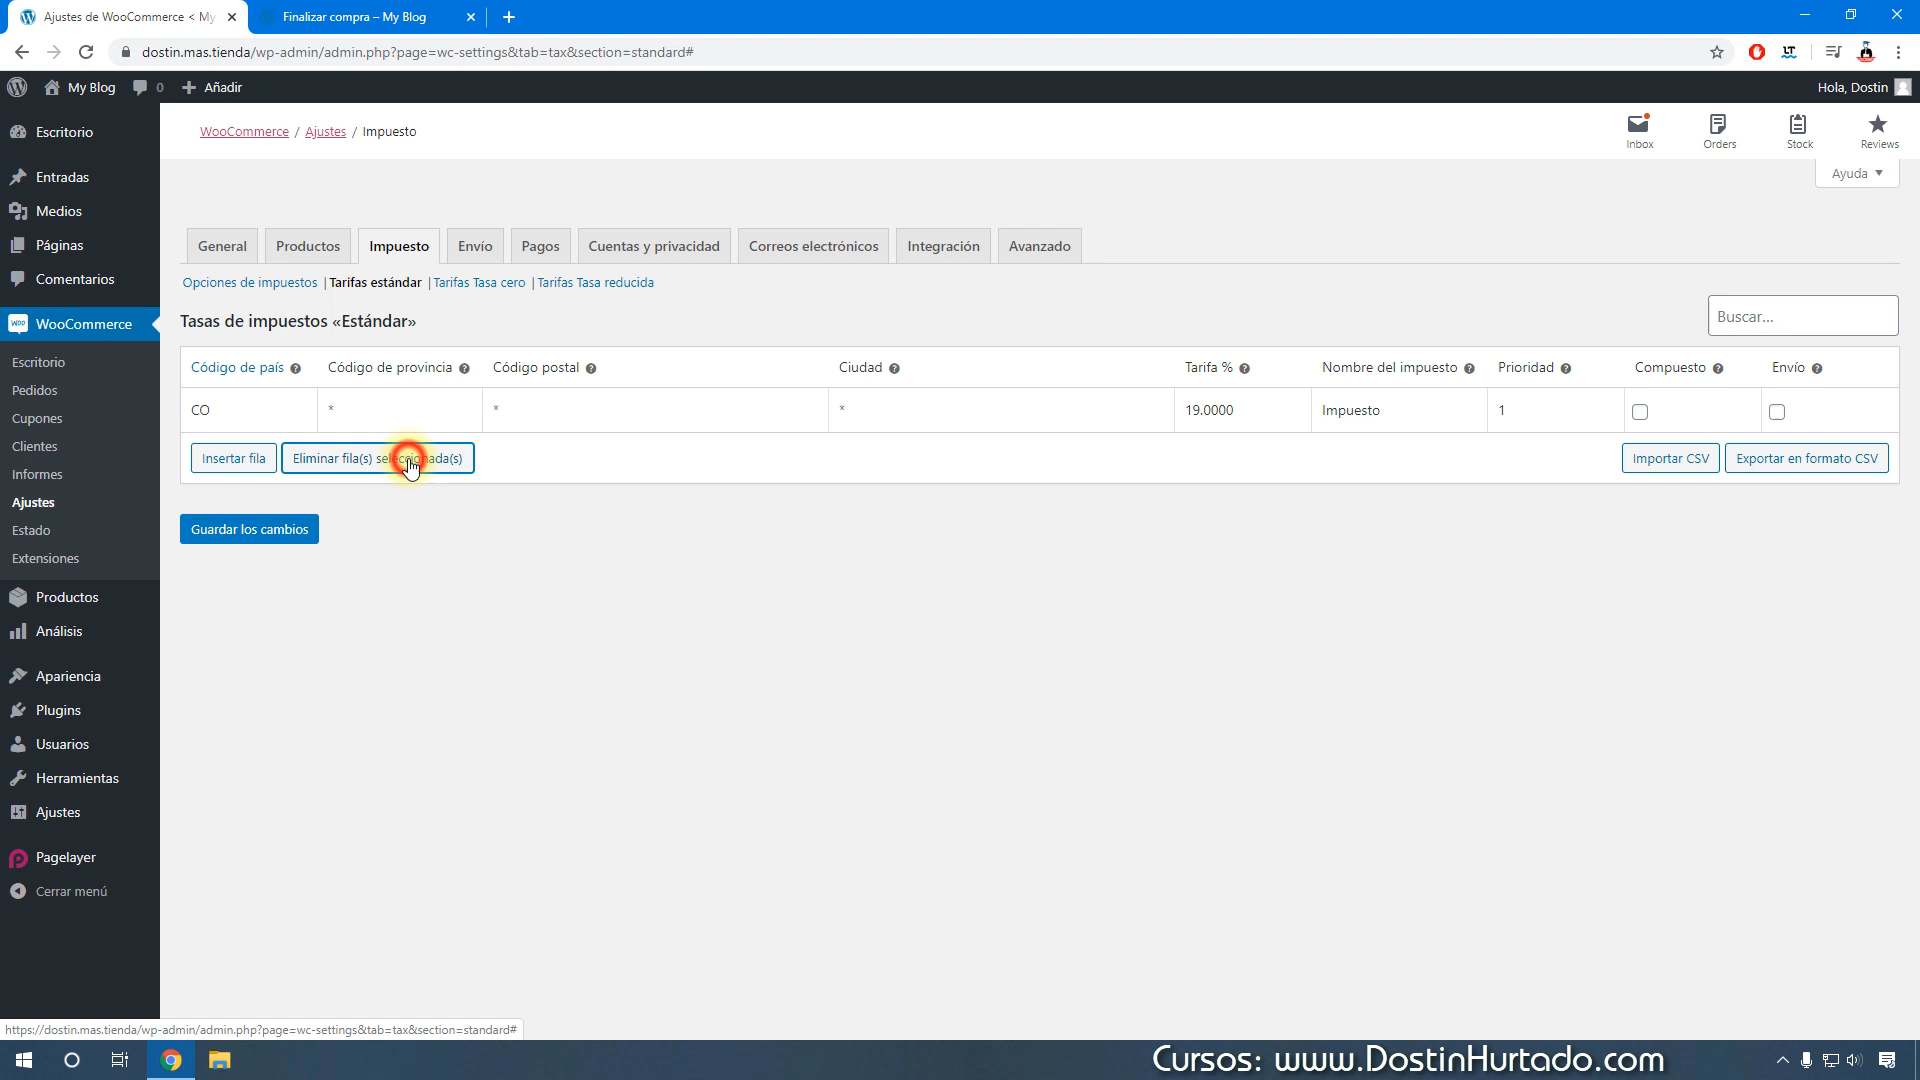 Ajustes de WooCommerce < My
Finalizar compra – My Blog
dostin.mas.tienda/wp-admin/admin.php?page=wc-settings&tab=tax&section=standard#
My Blog
0
Añadir
Hola, Dostin
Escritorio
Entradas
Medios
Páginas
Comentarios
WooCommerce
Escritorio
Pedidos
Cupones
Clientes
Informes
Ajustes
Estado
Extensiones
Productos
Análisis
Apariencia
Plugins
Usuarios
Herramientas
Ajustes
Pagelayer
Cerrar menú
WooCommerce / Ajustes / Impuesto
Inbox
Orders
Stock
Reviews
Ayuda
General
Productos
Impuesto
Envío
Pagos
Cuentas y privacidad
Correos electrónicos
Integración
Avanzado
Opciones de impuestos | Tarifas estándar | Tarifas Tasa cero | Tarifas Tasa reducida
Tasas de impuestos «Estándar»
Buscar...
Código de país
Código de provincia
Código postal
Ciudad
Tarifa %
Nombre del impuesto
Prioridad
Compuesto
Envío
CO
*
*
*
19.0000
Impuesto
1
Insertar fila
Eliminar fila(s) seleccionada(s)
Importar CSV
Exportar en formato CSV
Guardar los cambios
https://dostin.mas.tienda/wp-admin/admin.php?page=wc-settings&tab=tax&section=standard#
Cursos: www.DostinHurtado.com